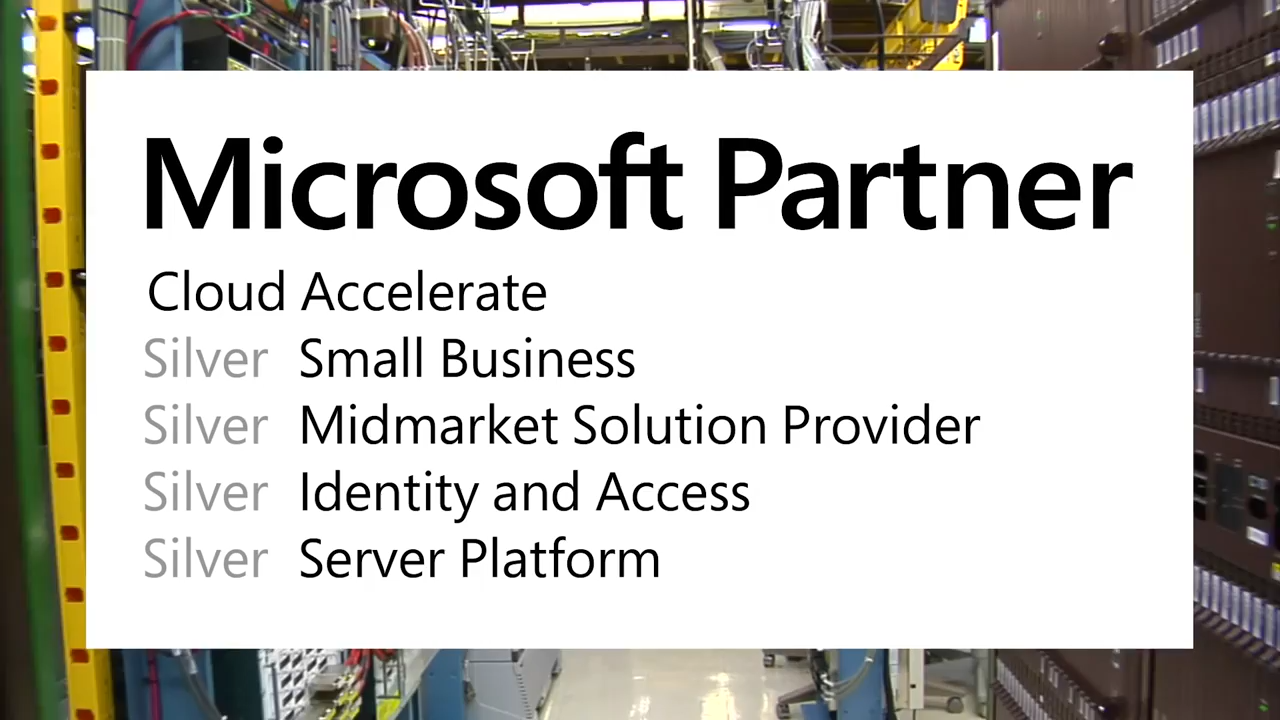 Microsoft Partner
Cloud Accelerate
Silver Small Business
Silver Midmarket Solution Provider
Silver Identity and Access
Silver Server Platform